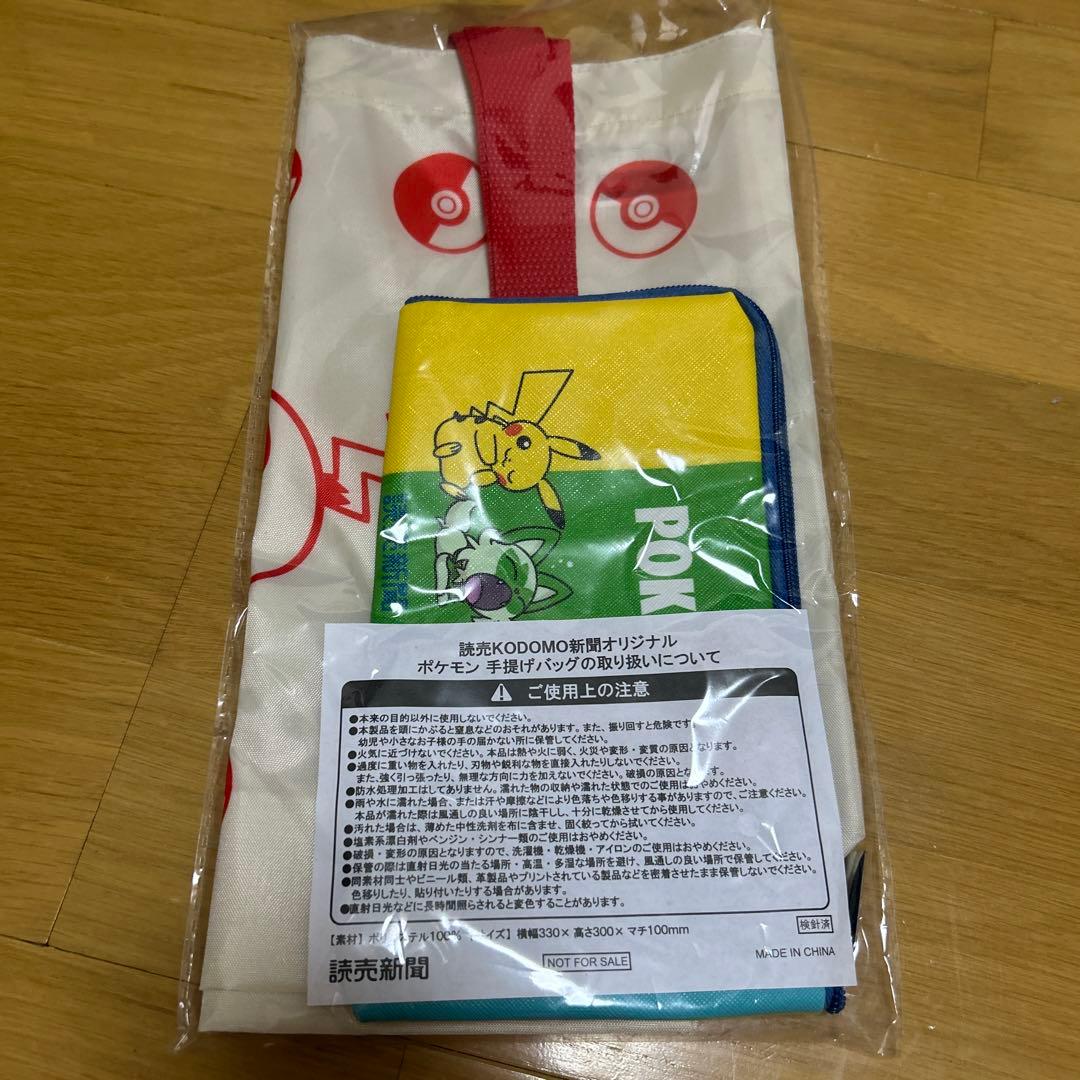 POK
読売KODOMO新聞オリジナル
ポケモン 手提げバッグの取り扱いについて
ご使用上の注意
●本来の目的以外に使用しないでください。
●本製品を頭にかぶると窒息などのおそれがあります。また、振り回すと危険です
幼児や小さなお子様の手の届かない所に保管してください。
●火気に近づけないでください。本品は熱や火に弱く、火災や変形・変質の原因となります。
●過度に重い物を入れたり、刃物や鋭利な物を直接入れたりしないでください。
また、強く引っ張ったり、無理な方向に力を加えないでください。破損の原因となります。
●防水処理加工はしてありません。濡れた物の収納や濡れた状態でのご使用はおやめください。
●雨や水に濡れた場合、または汗や摩擦などにより色落ちや色移りする事がありますので、ご注意ください。
本品が濡れた際は風通しの良い場所に陰干しし、十分に乾燥させてから使用してください。
●汚れた場合は、薄めた中性洗剤を布に含ませ、固く絞ってから拭いてください。
●塩素系漂白剤やベンジン・シンナー類のご使用はおやめください。
●破損・変形の原因となりますので、洗濯機・乾燥機・アイロンのご使用はおやめください。
●保管の際は直射日光の当たる場所・高温・多湿な場所を避け、風通しの良い場所で保管してください。
●同素材同士やビニール類、革製品やプリントされている製品などを密着させたまま保管しないでください。
色移りしたり、貼り付いたりする場合があります。
●直射日光などに長時間照らされると変色することがあります。
検針済
【素材】ポリエステル100% 【サイズ】横幅330×高さ300×マチ100mm
読売新聞
NOT FOR SALE
MADE IN CHINA